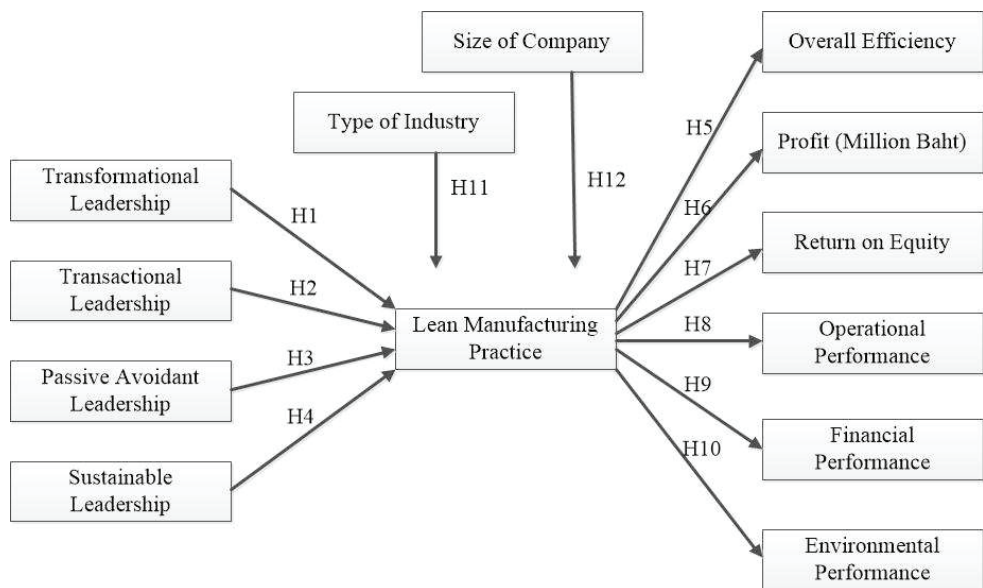 Size of Company
Overall Efficiency
Type of Industry
H5
Profit (Million Baht)
Transformational
Leadership
H11
H12
H6
H1
Return on Equity
H7
Transactional
Leadership
H2
Lean Manufacturing
Practice
H8
Operational
Performance
Passive Avoidant
Leadership
H3
H9
H4
Financial
Performance
H10
Sustainable
Leadership
Environmental
Performance